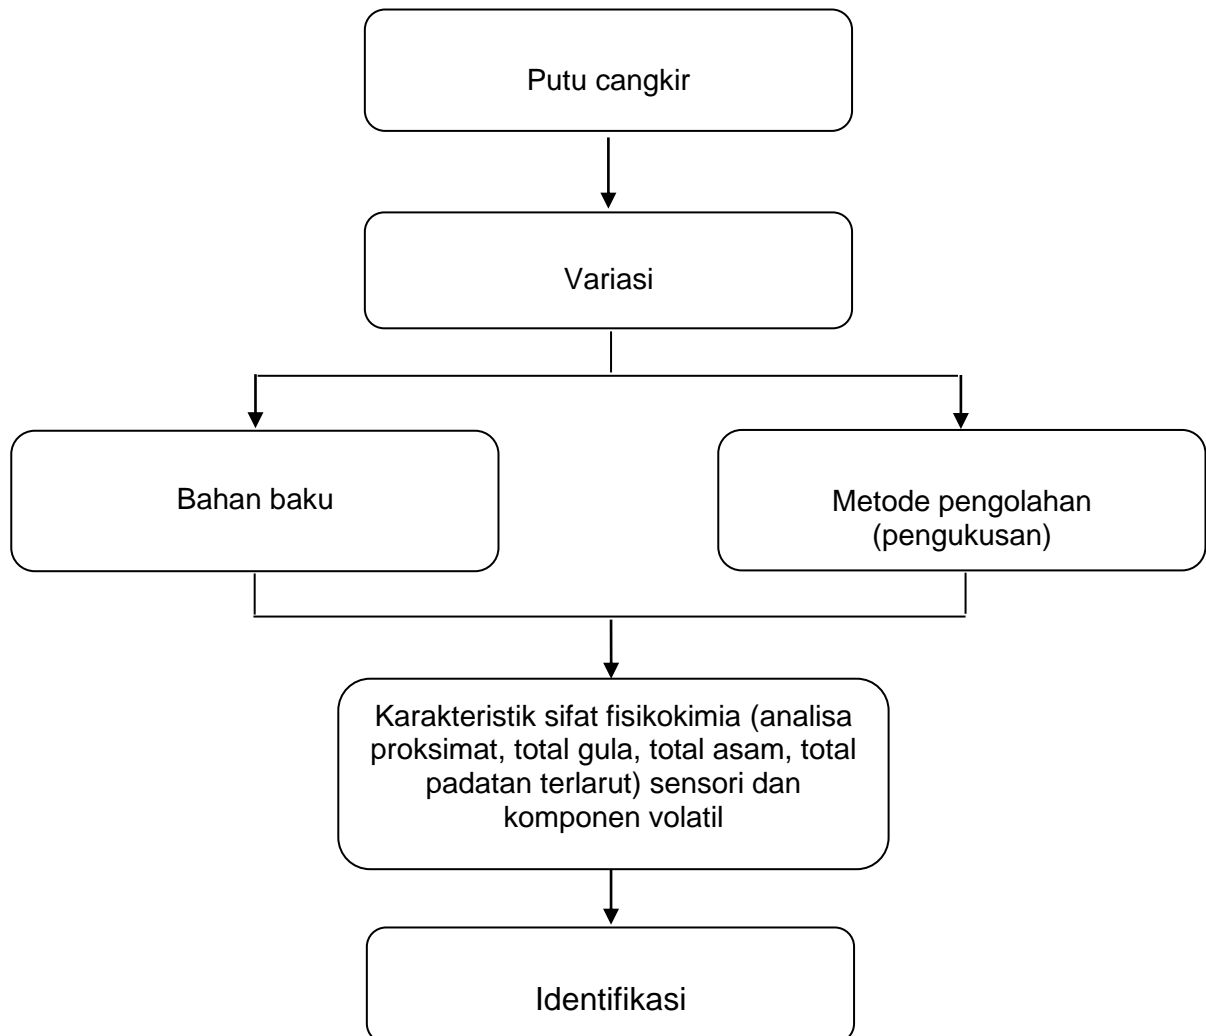 Putu cangkir
Variasi
Bahan baku
Metode pengolahan
(pengukusan)
Karakteristik sifat fisikokimia (analisa
proksimat, total gula, total asam, total
padatan terlarut) sensori dan
komponen volatil
Identifikasi